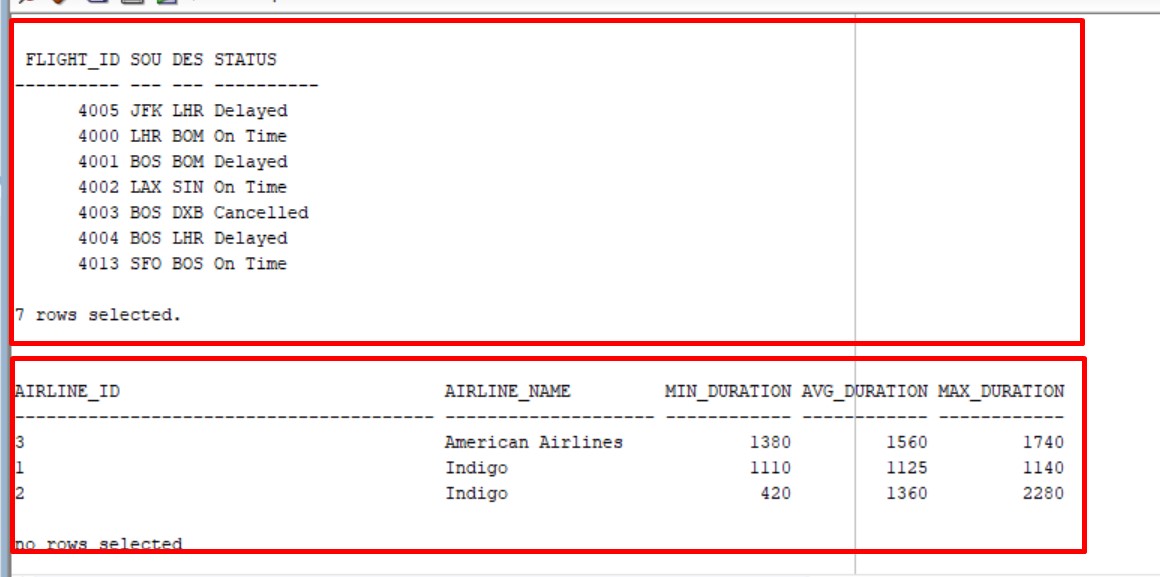 FLIGHT_ID SOU DES STATUS
---------- --- --- ----------
4005 JFK LHR Delayed
4000 LHR BOM On Time
4001 BOS BOM Delayed
4002 LAX SIN On Time
4003 BOS DXB Cancelled
4004 BOS LHR Delayed
4013 SFO BOS On Time
7 rows selected.
AIRLINE_ID AIRLINE_NAME MIN_DURATION AVG_DURATION MAX_DURATION
---------------------------------------- -------------------- ------------ ------------ ------------
3 American Airlines 1380 1560 1740
1 Indigo 1110 1125 1140
2 Indigo 420 1360 2280
no rows selected